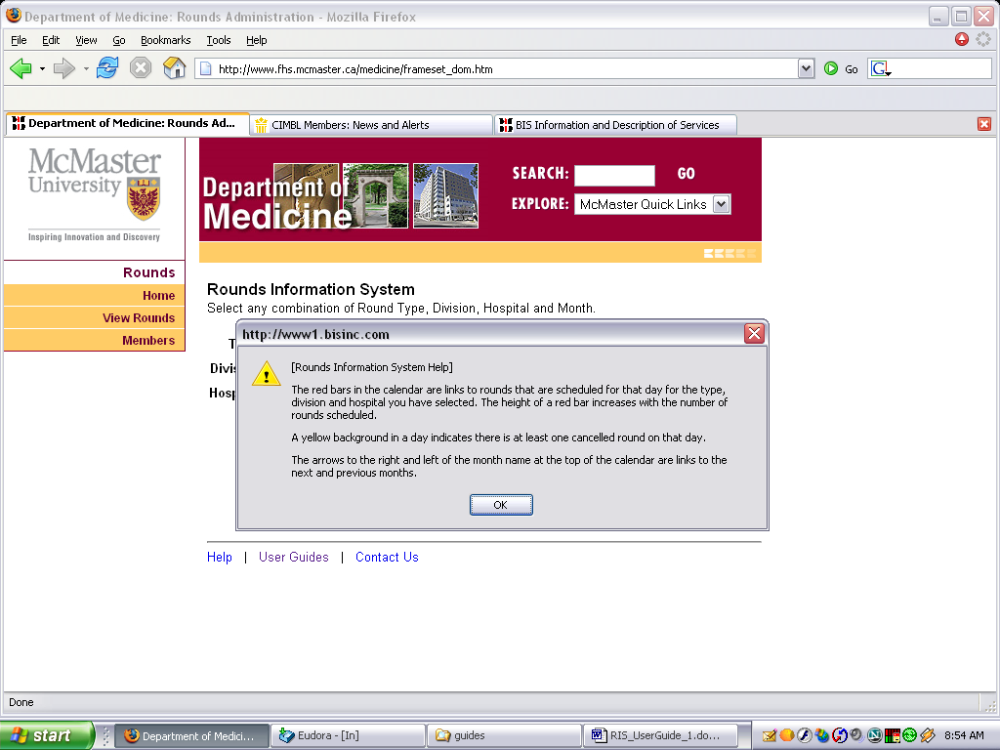 Department of Medicine: Rounds Administration - Mozilla Firefox
File Edit View Go Bookmarks Tools Help
http://www.fhs.mcmaster.ca/medicine/frameset_dom.htm Go G
Department of Medicine: Rounds Ad... CIMBL Members: News and Alerts BIS Information and Description of Services
McMaster
University
Inspiring Innovation and Discovery
Department of
Medicine
SEARCH: GO
EXPLORE: McMaster Quick Links
Rounds
Home
View Rounds
Members
Rounds Information System
Select any combination of Round Type, Division, Hospital and Month.
T
Divis
Hosp
http://www1.bisinc.com
[Rounds Information System Help]
The red bars in the calendar are links to rounds that are scheduled for that day for the type,
division and hospital you have selected. The height of a red bar increases with the number of
rounds scheduled.
A yellow background in a day indicates there is at least one cancelled round on that day.
The arrows to the right and left of the month name at the top of the calendar are links to the
next and previous months.
OK
Help | User Guides | Contact Us
Done
start Department of Medici... Eudora - [In] guides RIS_UserGuide_1.do... 8:54 AM